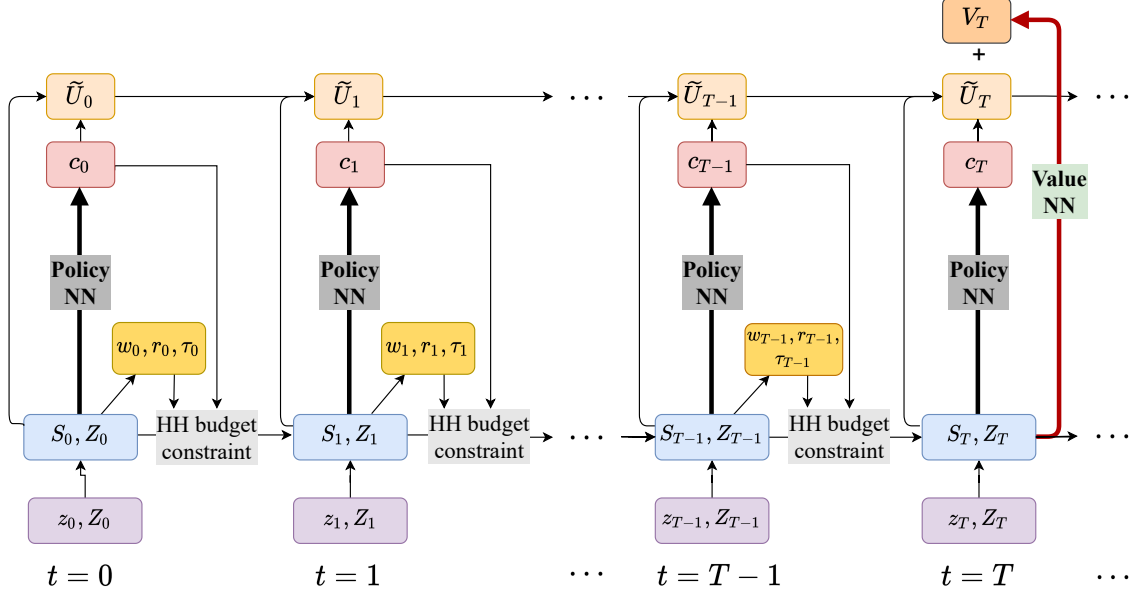 V_T
+
Ũ_0
Ũ_1
· · ·
Ũ_{T−1}
Ũ_T
· · ·
c_0
c_1
c_{T−1}
c_T
Value
NN
Policy
NN
Policy
NN
Policy
NN
Policy
NN
w_0, r_0, τ_0
w_1, r_1, τ_1
w_{T−1}, r_{T−1},
τ_{T−1}
S_0, Z_0
HH budget
constraint
S_1, Z_1
HH budget
constraint
· · ·
S_{T−1}, Z_{T−1}
HH budget
constraint
S_T, Z_T
· · ·
z_0, Z_0
z_1, Z_1
z_{T−1}, Z_{T−1}
z_T, Z_T
t = 0
t = 1
· · ·
t = T − 1
t = T
· · ·